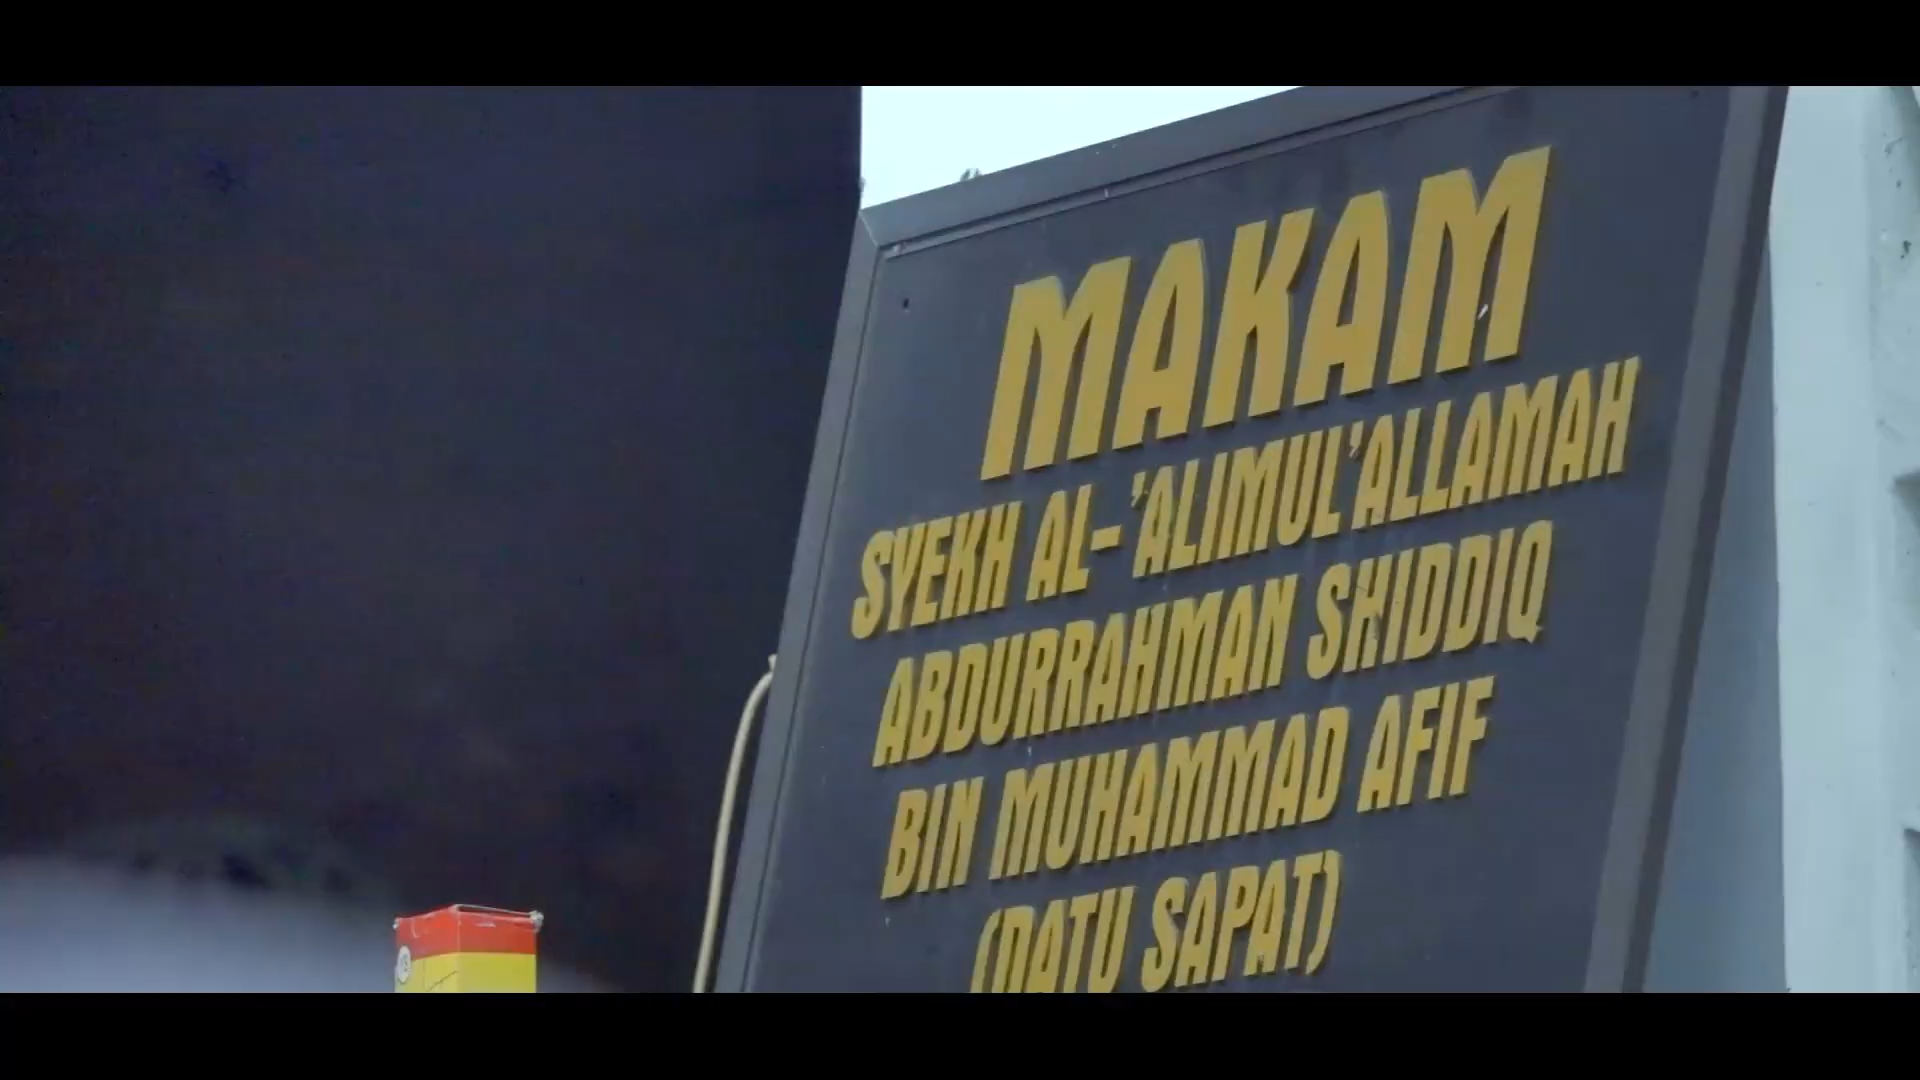 MAKAM
SYEKH AL-'ALIMUL'ALLAMAH
ABDURRAHMAN SHIDDIQ
BIN MUHAMMAD AFIF
(DATU SAPAT)